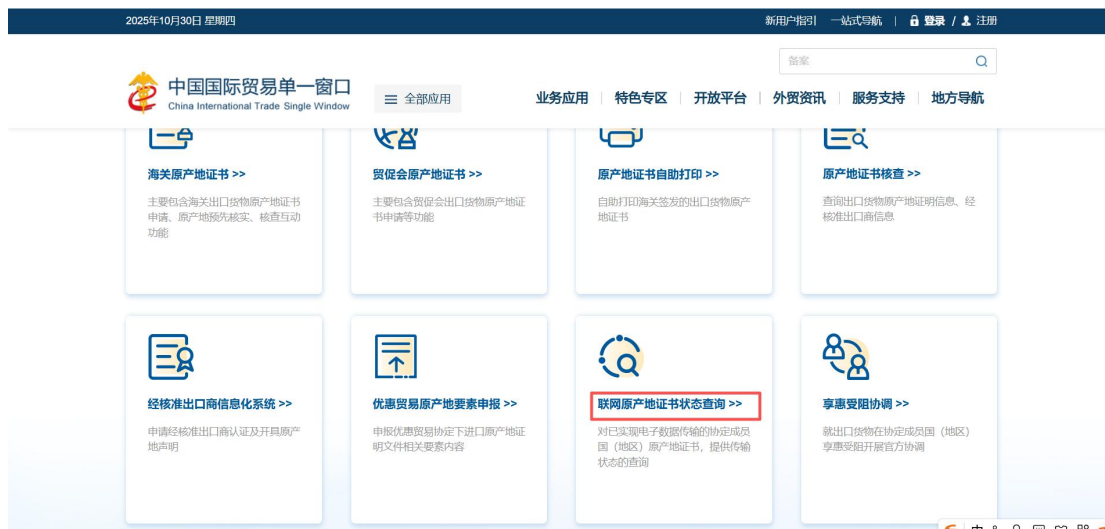 2025年10月30日 星期四
新用户指引 一站式导航 | 登录 / 注册
备案
中国国际贸易单一窗口
China International Trade Single Window
全部应用
业务应用 | 特色专区 | 开放平台 | 外贸资讯 | 服务支持 | 地方导航
海关原产地证书 >>
主要包含海关出口货物原产地证书
申请、原产地预先核实、核查互动
功能
贸促会原产地证书 >>
主要包含贸促会出口货物原产地证
书申请等功能
原产地证书自助打印 >>
自助打印海关签发的出口货物原产
地证书
原产地证书核查 >>
查询出口货物原产地证明信息、经
核准出口商信息
经核准出口商信息化系统 >>
申请经核准出口商认证及开具原产
地声明
优惠贸易原产地要素申报 >>
申报优惠贸易协定下进口原产地证
明文件相关要素内容
联网原产地证书状态查询 >>
对已实现电子数据传输的协定成员
国（地区）原产地证书，提供传输
状态的查询
享惠受阻协调 >>
就出口货物在协定成员国（地区）
享惠受阻开展官方协调